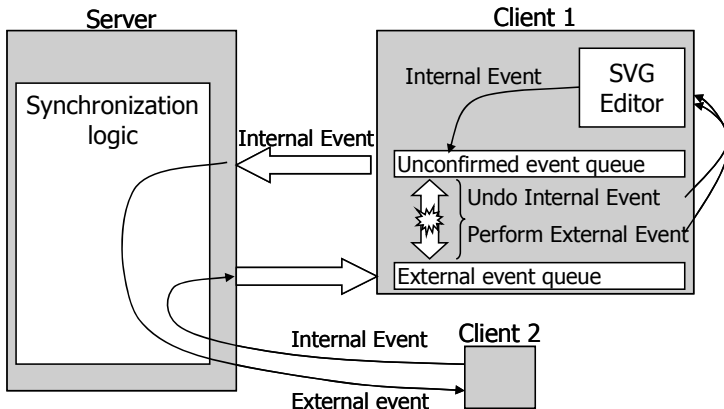 Server
Client 1
Synchronization
logic
Internal Event
SVG
Editor
Internal Event
Unconfirmed event queue
Undo Internal Event
Perform External Event
External event queue
Internal Event
Client 2
External event